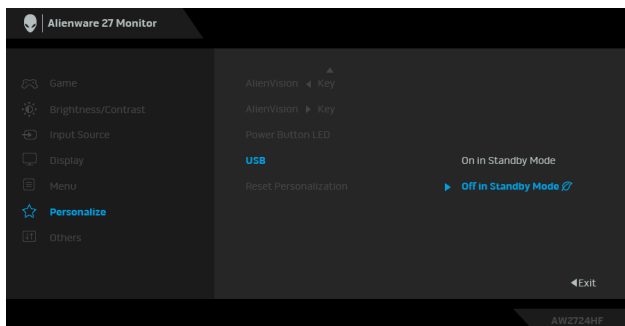 Alienware 27 Monitor
Game
Brightness/Contrast
Input Source
Display
Menu
Personalize
Others
AlienVision ◀ Key
AlienVision ▶ Key
Power Button LED
USB
Reset Personalization
On in Standby Mode
▶ Off in Standby Mode
◀Exit
AW2724HF